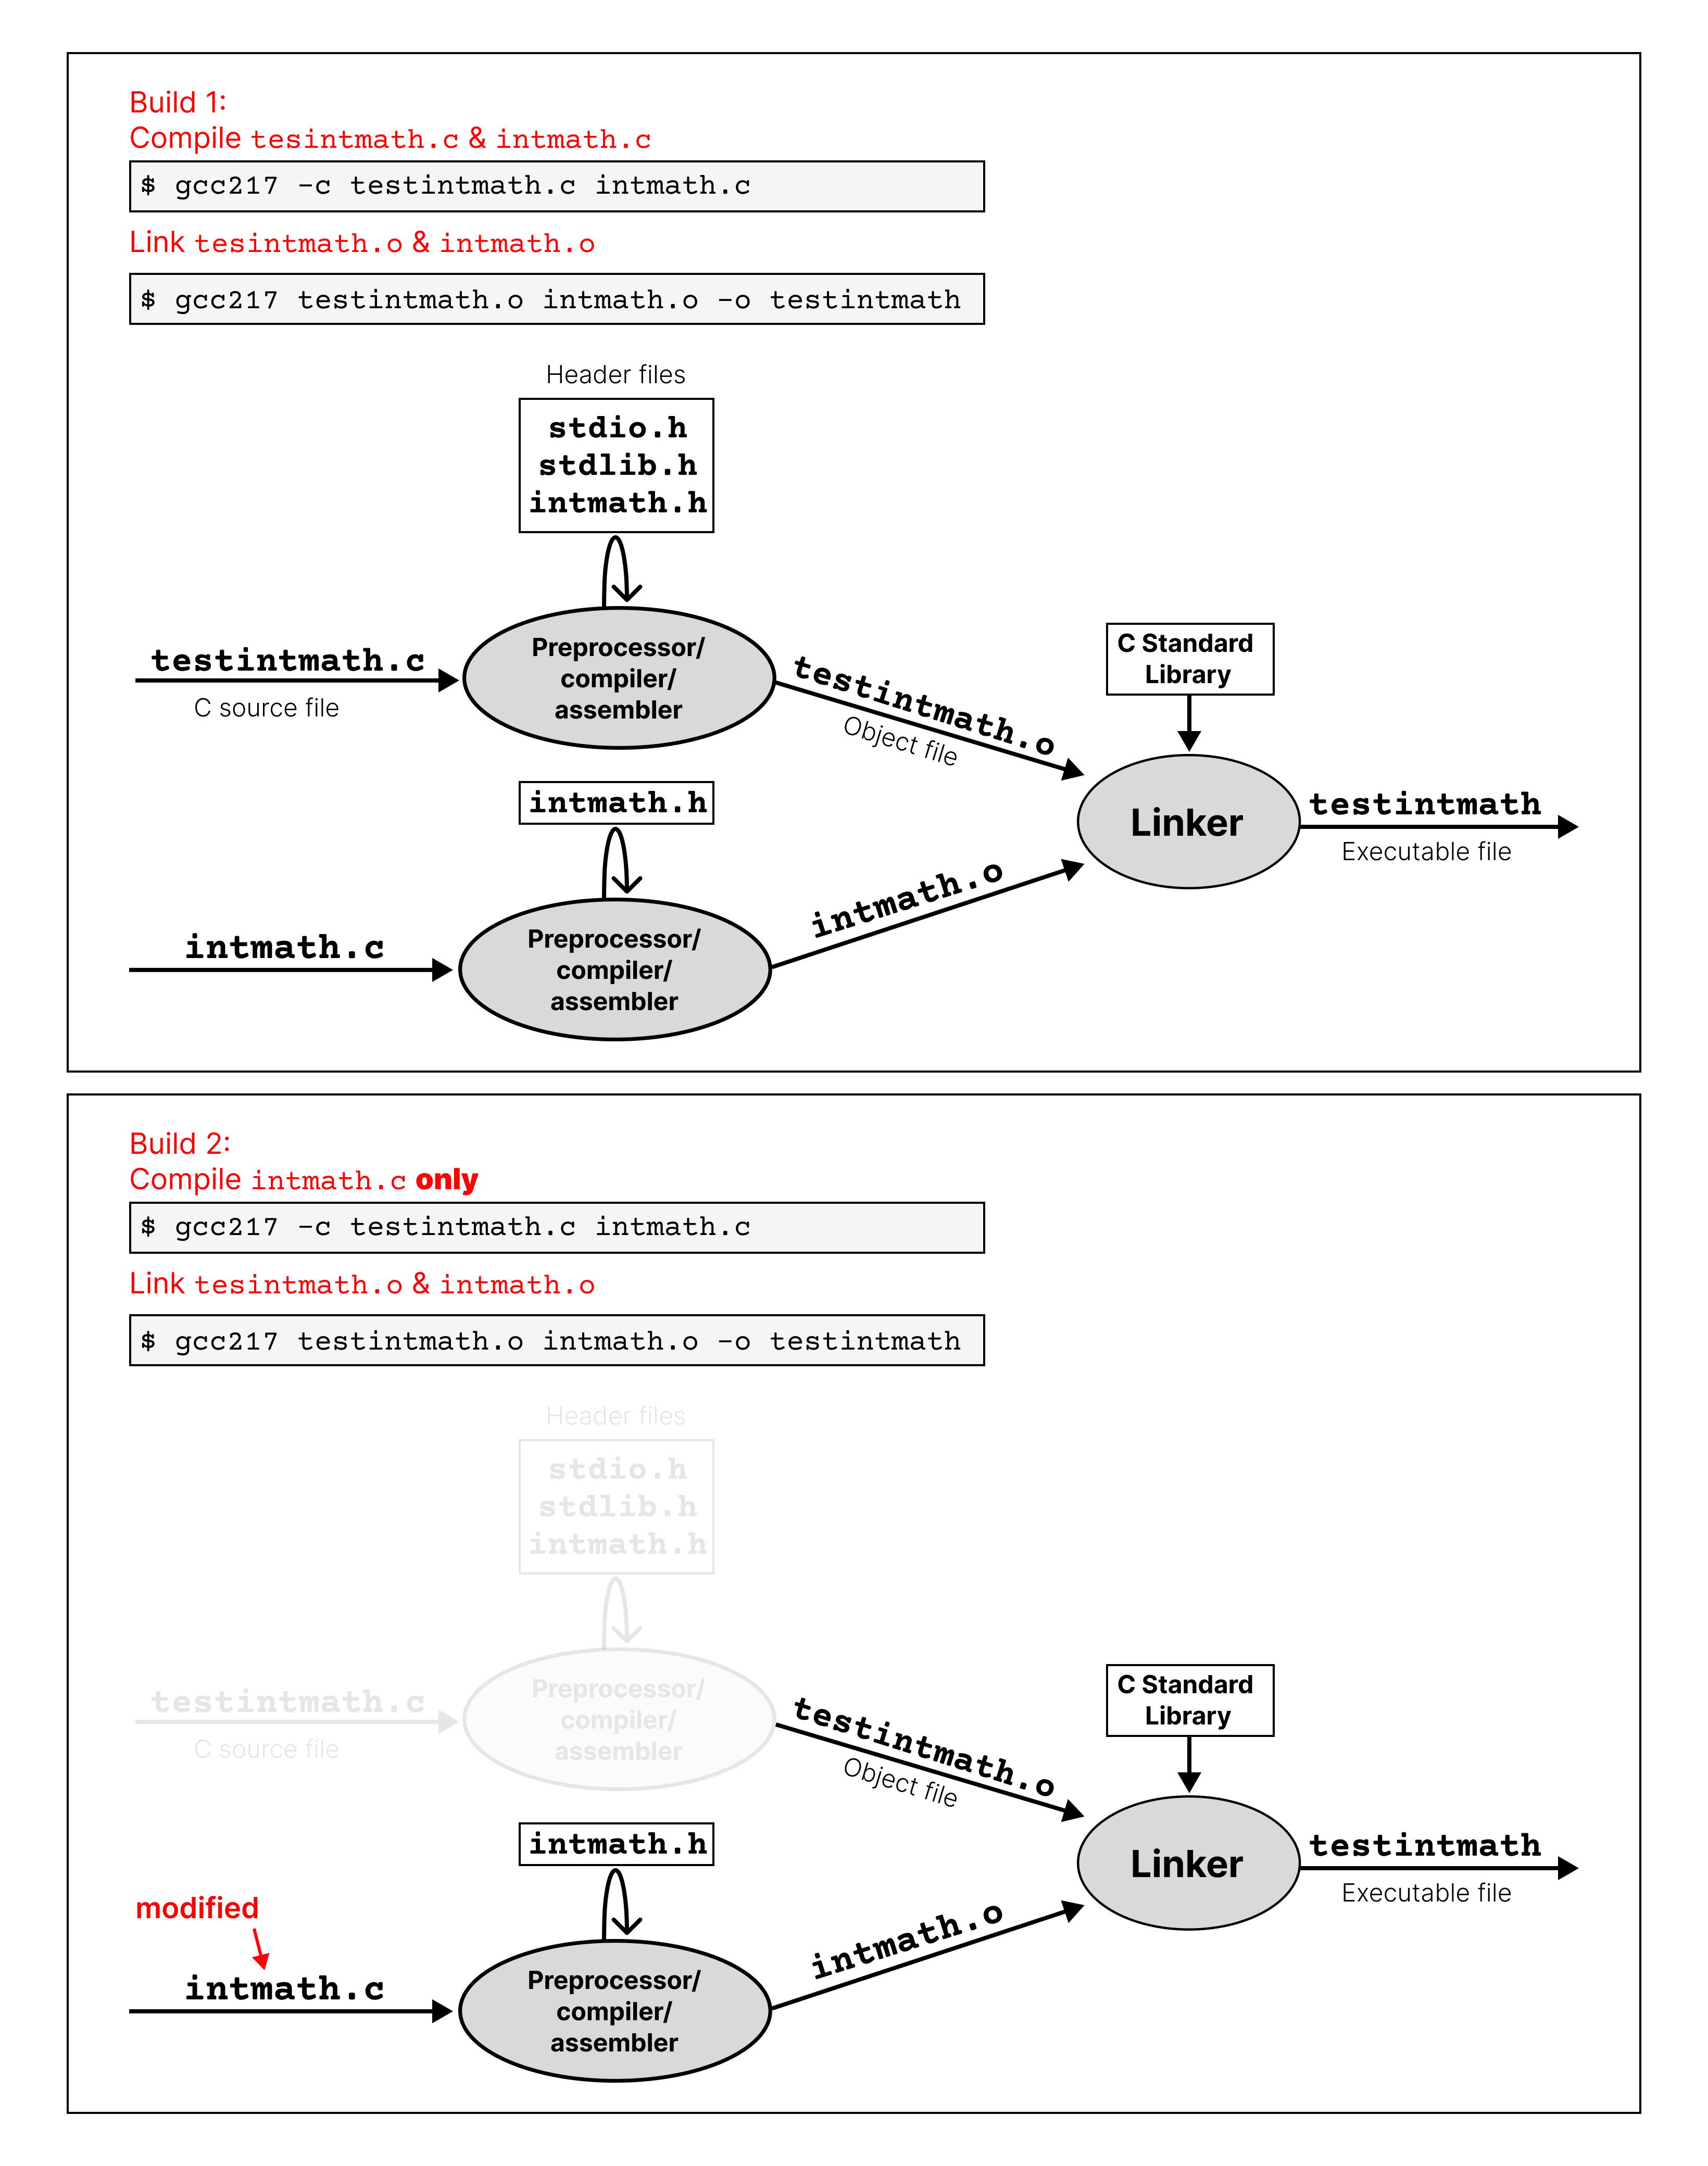 Build 1:
Compile tesintmath.c & intmath.c
$ gcc217 -c testintmath.c intmath.c
Link tesintmath.o & intmath.o
$ gcc217 testintmath.o intmath.o -o testintmath
Header files
stdio.h
stdlib.h
intmath.h
testintmath.c
C source file
Preprocessor/
compiler/
assembler
testintmath.o
Object file
C Standard
Library
intmath.h
Linker
testintmath
Executable file
intmath.c
Preprocessor/
compiler/
assembler
intmath.o
Build 2:
Compile intmath.c only
$ gcc217 -c testintmath.c intmath.c
Link tesintmath.o & intmath.o
$ gcc217 testintmath.o intmath.o -o testintmath
Header files
stdio.h
stdlib.h
intmath.h
testintmath.c
C source file
Preprocessor/
compiler/
assembler
testintmath.o
Object file
C Standard
Library
intmath.h
Linker
testintmath
Executable file
modified
intmath.c
Preprocessor/
compiler/
assembler
intmath.o